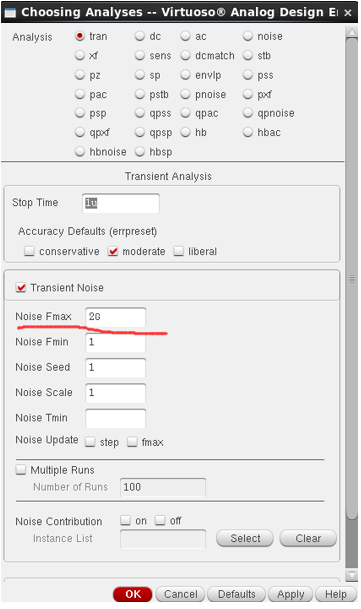 Choosing Analyses -- Virtuoso® Analog Design E
Analysis tran dc ac noise
xf sens dcmatch stb
pz sp envlp pss
pac pstb pnoise pxf
psp qpss qpac qpnoise
qpxf qpsp hb hbac
hbnoise hbsp
Transient Analysis
Stop Time 1u
Accuracy Defaults (errpreset)
conservative moderate liberal
Transient Noise
Noise Fmax 2G
Noise Fmin 1
Noise Seed 1
Noise Scale 1
Noise Tmin
Noise Update step fmax
Multiple Runs
Number of Runs 100
Noise Contribution on off
Instance List Select Clear
OK Cancel Defaults Apply Help